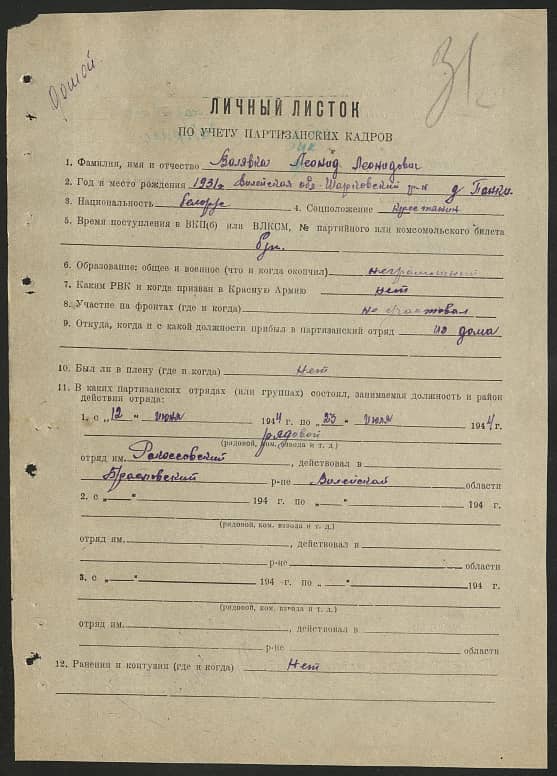 домой
31
ЛИЧНЫЙ ЛИСТОК
ПО УЧЕТУ ПАРТИЗАНСКИХ КАДРОВ
1. Фамилия, имя и отчество Валявка Леонид Леонидович
2. Год и место рождения 1931г. Вилейская обл. Шарковский р-н д Панки
3. Национальность белорус 4. Соцположение крестьянин
5. Время поступления в ВКП(б) или ВЛКСМ, № партийного или комсомольского билета
б/п.
6. Образование: общее и военное (что и когда окончил) неграмотный
7. Каким РВК и когда призван в Красную Армию нет
8. Участие на фронтах (где и когда) не участвовал
9. Откуда, когда и с какой должности прибыл в партизанский отряд из дома
10. Был лк в плену (где и когда) нет
11. В каких партизанских отрядах (или группах) состоял, занимаемая должность и район
действия отряда:
1. с „12 " июня 1944 г. по „23 " июня 1944 г.
рядовой
(рядовой, ком. взвода и т. д.)
отряд им. Рокоссовский, действовал в
Браславский р-не Вилейской области
2. с „ " 194 г. по „ " 194 г.
(рядовой, ком. взвода и т. д.)
отряд им. , действовал в
р-не области
3. с „ " 194 г. по „ " 194 г.
(рядовой, ком. взвода и т. д.)
отряд им. , действовал в
р-не области
12. Ранения и контузии (где и когда) Нет